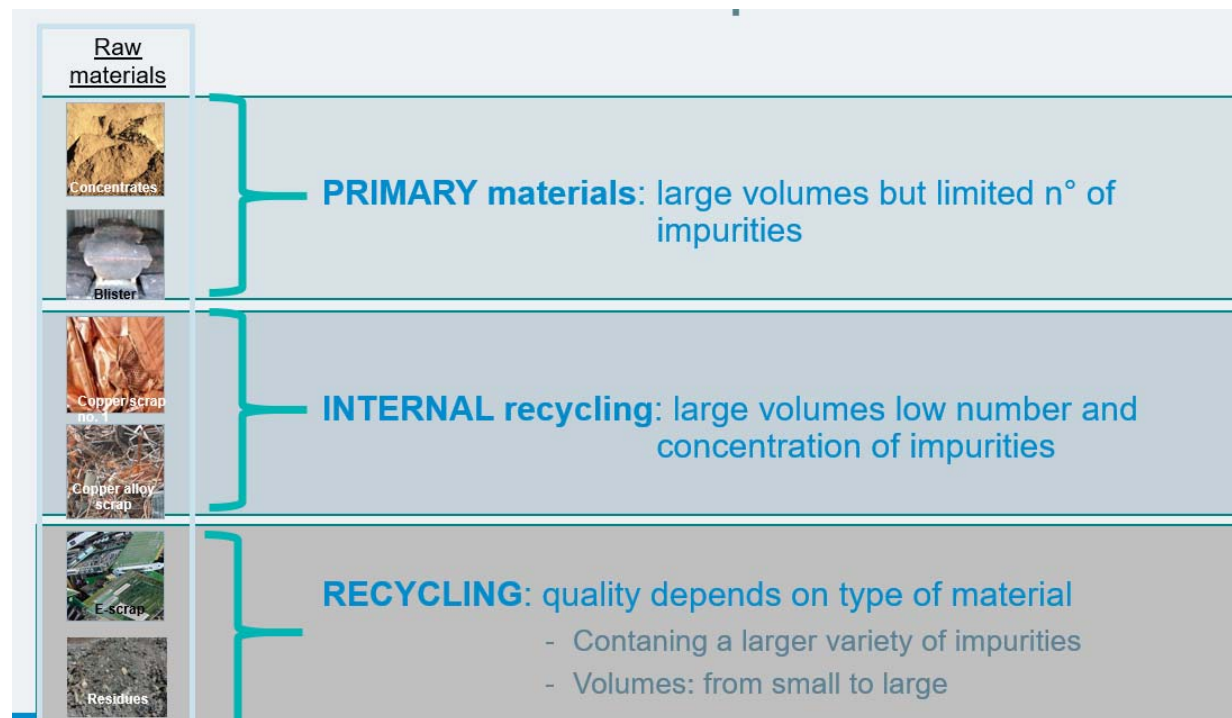 Raw
materials
Concentrates
Blister
PRIMARY materials: large volumes but limited n° of
impurities
Copper scrap
no. 1
Copper alloy
scrap
INTERNAL recycling: large volumes low number and
concentration of impurities
E-scrap
Residues
RECYCLING: quality depends on type of material
- Contaning a larger variety of impurities
- Volumes: from small to large